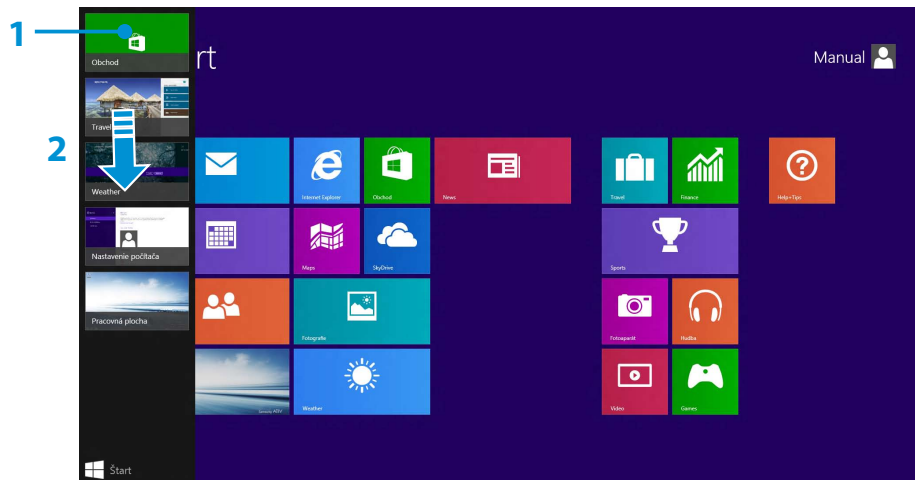 1
Obchod
rt
Manual
Travel
2
Weather
Nastavenie počítača
Pracovná plocha
Internet Explorer
Obchod
News
Travel
Finance
Help+Tips
Maps
SkyDrive
Sports
Fotografie
Fotoaparát
Hudba
Weather
Video
Games
Štart